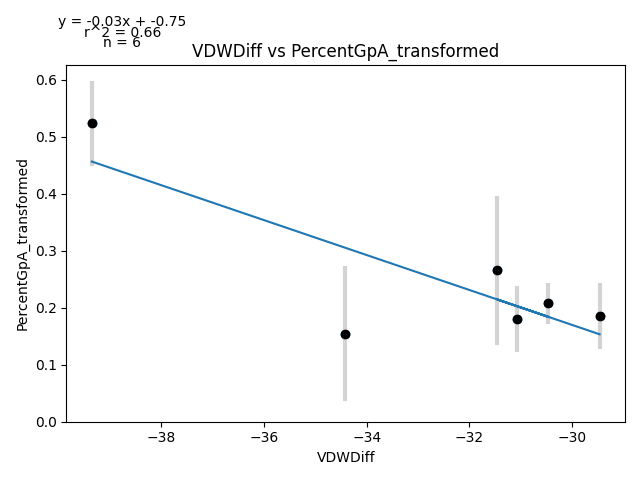 y = -0.03x + -0.75
r^2 = 0.66
n = 6
VDWDiff vs PercentGpA_transformed
0.6
0.5
0.4
0.3
0.2
0.1
0.0
PercentGpA_transformed
−38
−36
−34
−32
−30
VDWDiff